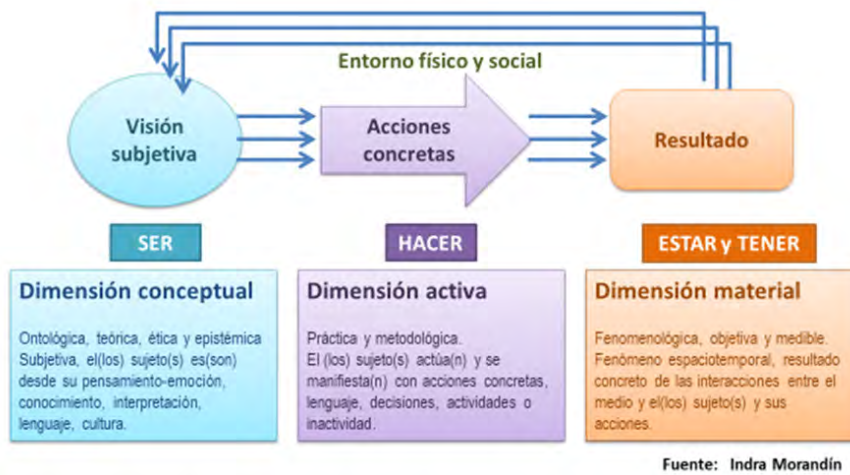 Entorno físico y social
Visión
subjetiva
Acciones
concretas
Resultado
SER
HACER
ESTAR y TENER
Dimensión conceptual
Ontológica, teórica, ética y epistémica
Subjetiva, el(los) sujeto(s) es(son)
desde su pensamiento-emoción,
conocimiento, interpretación,
lenguaje, cultura.
Dimensión activa
Práctica y metodológica.
El (los) sujeto(s) actúa(n) y se
manifiesta(n) con acciones concretas,
lenguaje, decisiones, actividades o
inactividad.
Dimensión material
Fenomenológica, objetiva y medible.
Fenómeno espaciotemporal, resultado
concreto de las interacciones entre el
medio y el(los) sujeto(s) y sus
acciones.
Fuente: Indra Morandín